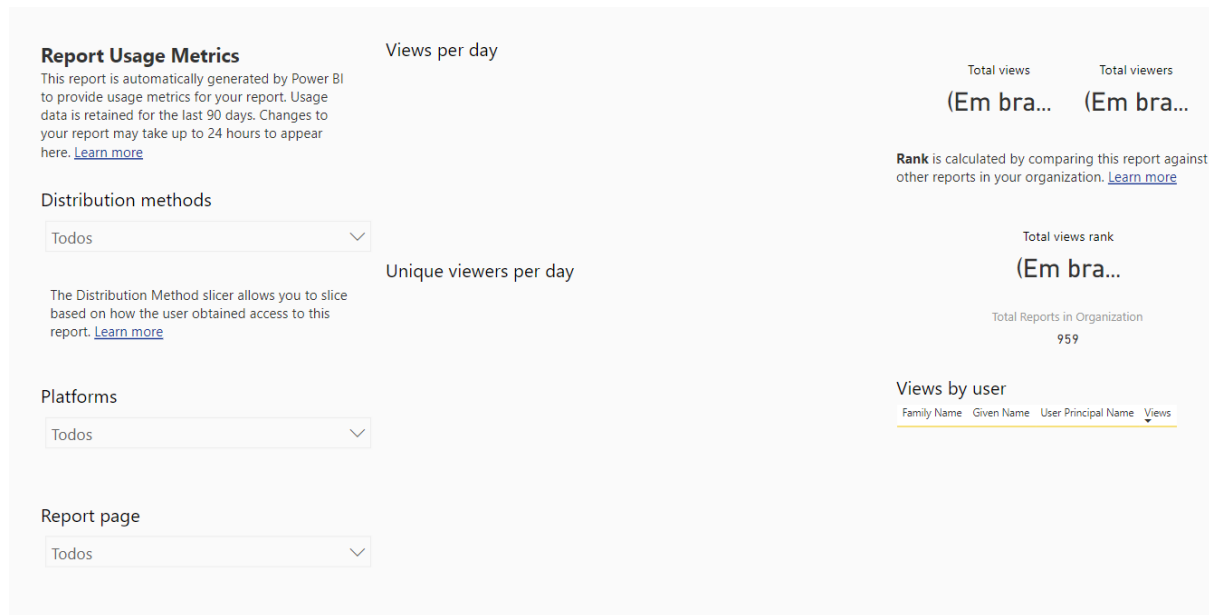 Report Usage Metrics
This report is automatically generated by Power BI
to provide usage metrics for your report. Usage
data is retained for the last 90 days. Changes to
your report may take up to 24 hours to appear
here. Learn more
Distribution methods
Todos
The Distribution Method slicer allows you to slice
based on how the user obtained access to this
report. Learn more
Platforms
Todos
Report page
Todos
Views per day
Unique viewers per day
Total views
(Em bra...
Total viewers
(Em bra...
Rank is calculated by comparing this report against
other reports in your organization. Learn more
Total views rank
(Em bra...
Total Reports in Organization
959
Views by user
Family Name Given Name User Principal Name Views